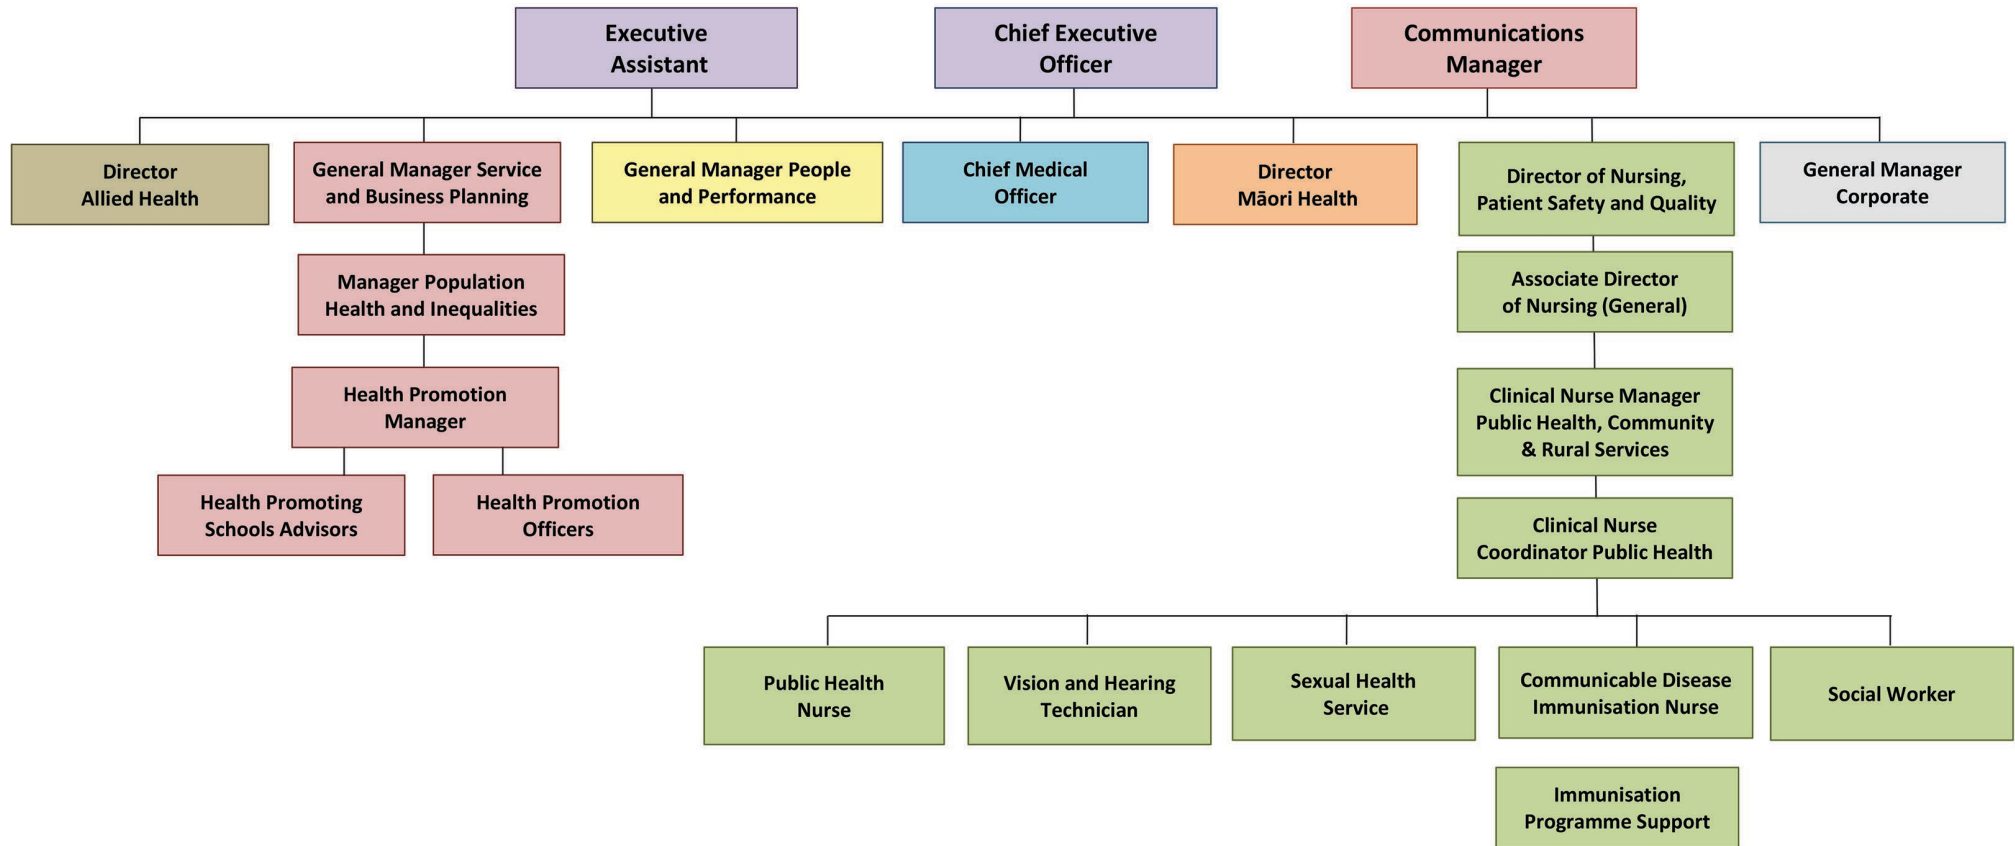 Executive
Assistant
Chief Executive
Officer
Communications
Manager
Director
Allied Health
General Manager Service
and Business Planning
General Manager People
and Performance
Chief Medical
Officer
Director
Māori Health
Director of Nursing,
Patient Safety and Quality
General Manager
Corporate
Manager Population
Health and Inequalities
Associate Director
of Nursing (General)
Health Promotion
Manager
Clinical Nurse Manager
Public Health, Community
& Rural Services
Health Promoting
Schools Advisors
Health Promotion
Officers
Clinical Nurse
Coordinator Public Health
Public Health
Nurse
Vision and Hearing
Technician
Sexual Health
Service
Communicable Disease
Immunisation Nurse
Social Worker
Immunisation
Programme Support